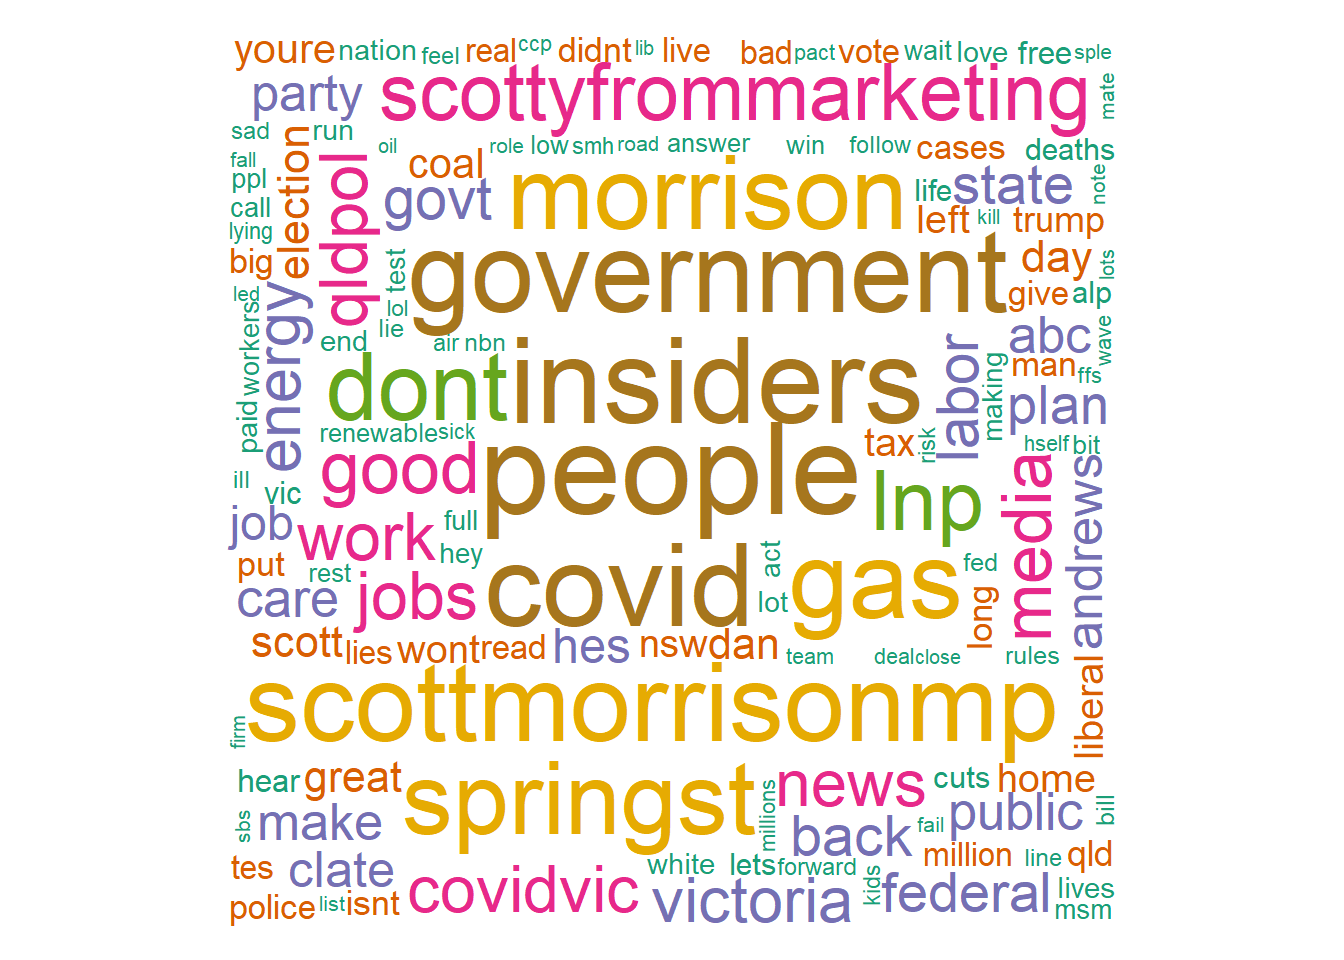 youre nation feel real ccp didnt lib live bad pact vote wait love free sple
party scottyfrommarketing mate
sad run oil role low smh road answer win follow cases deaths
fall ppl election qldpool coal govt morrison life state note
call lying left kill trump
big test government day lots
led lol lie give alp
workers energy end air nbn abc wave
paid dont insiders labor making man ffs
plan
renewable sick people tax risk hself bit
ill vic good lnp media andrews
job work full hey
put rest care jobs covid act lot gas fed long
scott lies wont read hes nsw dan team deal close rules liberal
firm scottmorrisonmp
hear great springst millions news cuts home
sbs make back fail public bill
tes clate white lets forward million line qld
police list isnt covidvic victoria kids federal lives
msm